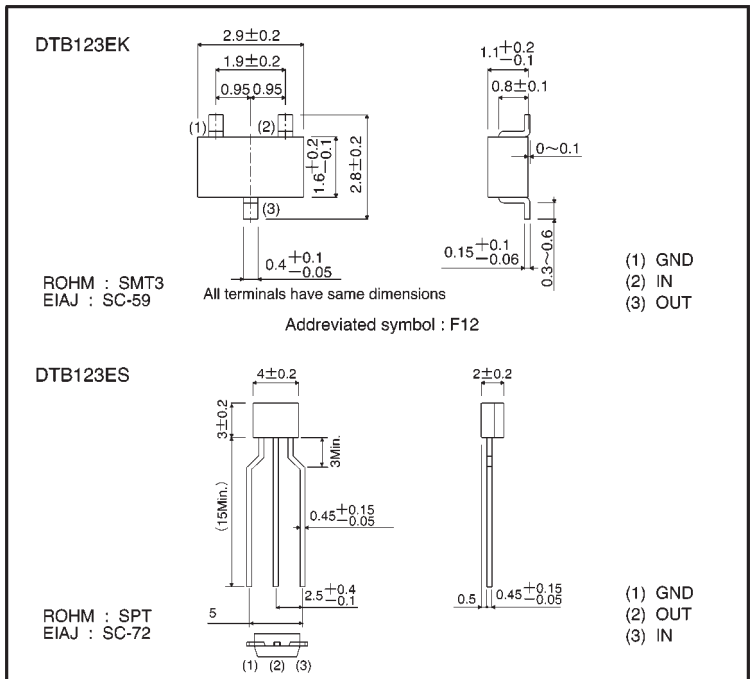 DTB123EK
2.9±0.2
1.9±0.2
0.95 0.95
(1)
(2)
(3)
1.6+0.2−0.1
2.8±0.2
0.4+0.1−0.05
All terminals have same dimensions
1.1+0.2−0.1
0.8±0.1
0~0.1
0.15+0.1−0.06
0.3~0.6
ROHM : SMT3
EIAJ : SC-59
(1) GND
(2) IN
(3) OUT
Addreviated symbol : F12
DTB123ES
4±0.2
3±0.2
3Min.
(15Min.)
0.45+0.15−0.05
2.5+0.4−0.1
5
(1) (2) (3)
2±0.2
0.5
0.45+0.15−0.05
ROHM : SPT
EIAJ : SC-72
(1) GND
(2) OUT
(3) IN